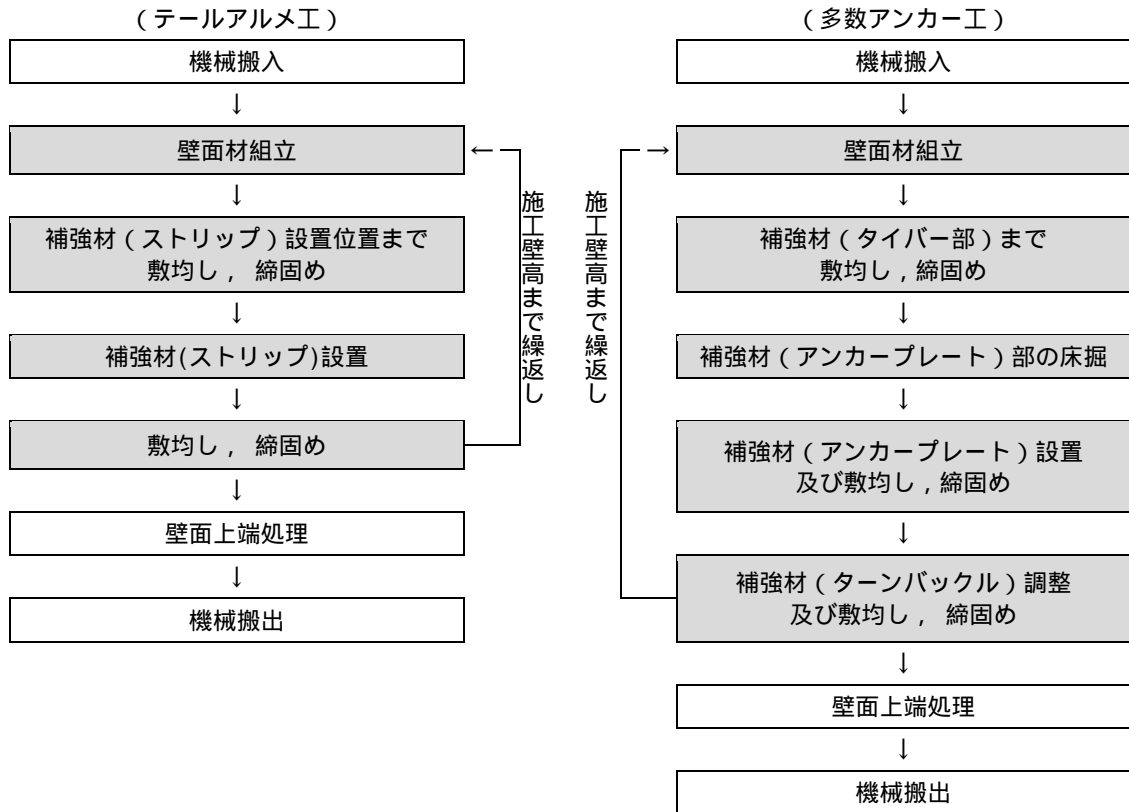 (テールアルメ工)
機械搬入
↓
壁面材組立
←
↓
補強材(ストリップ)設置位置まで
敷均し, 締固め
↓
補強材(ストリップ)設置
↓
敷均し, 締固め
↓
壁面上端処理
↓
機械搬出
施工壁高まで繰返し
(多数アンカー工)
機械搬入
↓
→
壁面材組立
↓
補強材(タイバー部)まで
敷均し,締固め
↓
補強材(アンカープレート)部の床掘
↓
補強材(アンカープレート)設置
及び敷均し,締固め
↓
補強材(ターンバックル)調整
及び敷均し, 締固め
↓
壁面上端処理
↓
機械搬出
施工壁高まで繰返し